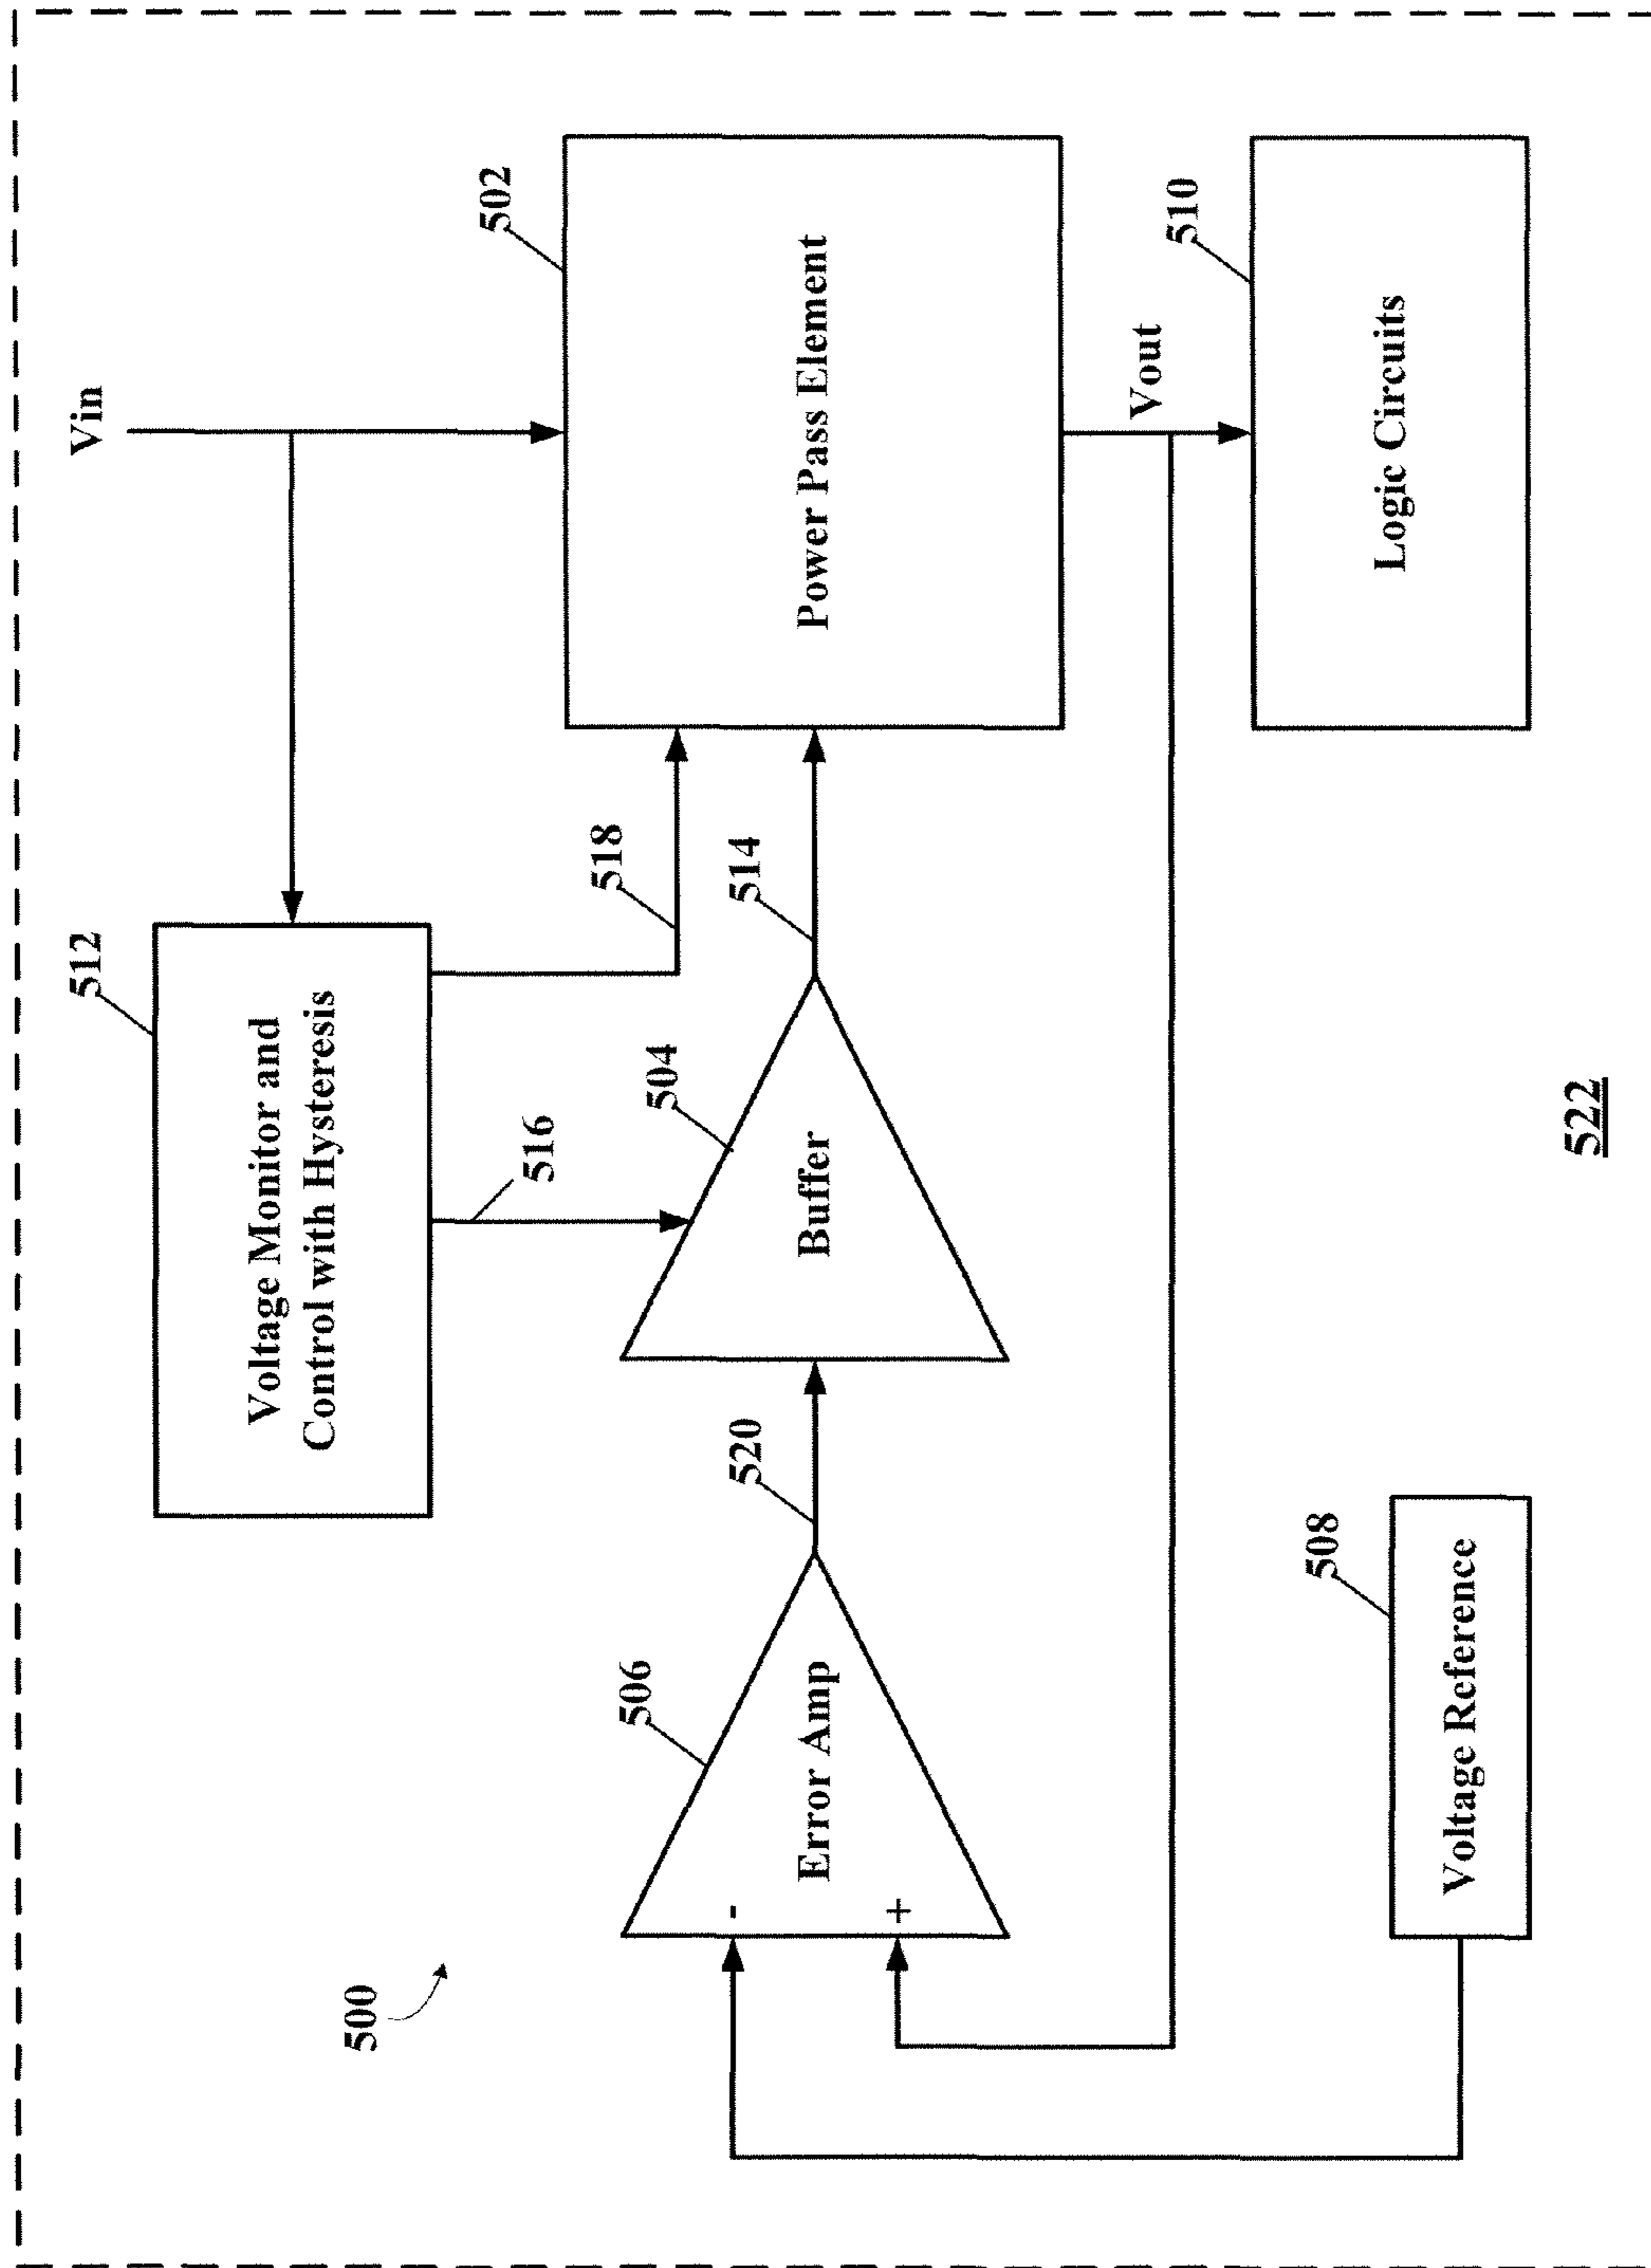 Vin
512
Voltage Monitor and
Control with Hysteresis
502
Power Pass Element
518
516
514
504
Buffer
520
506
Error Amp
-
+
500
Vout
510
Logic Circuits
508
Voltage Reference
522